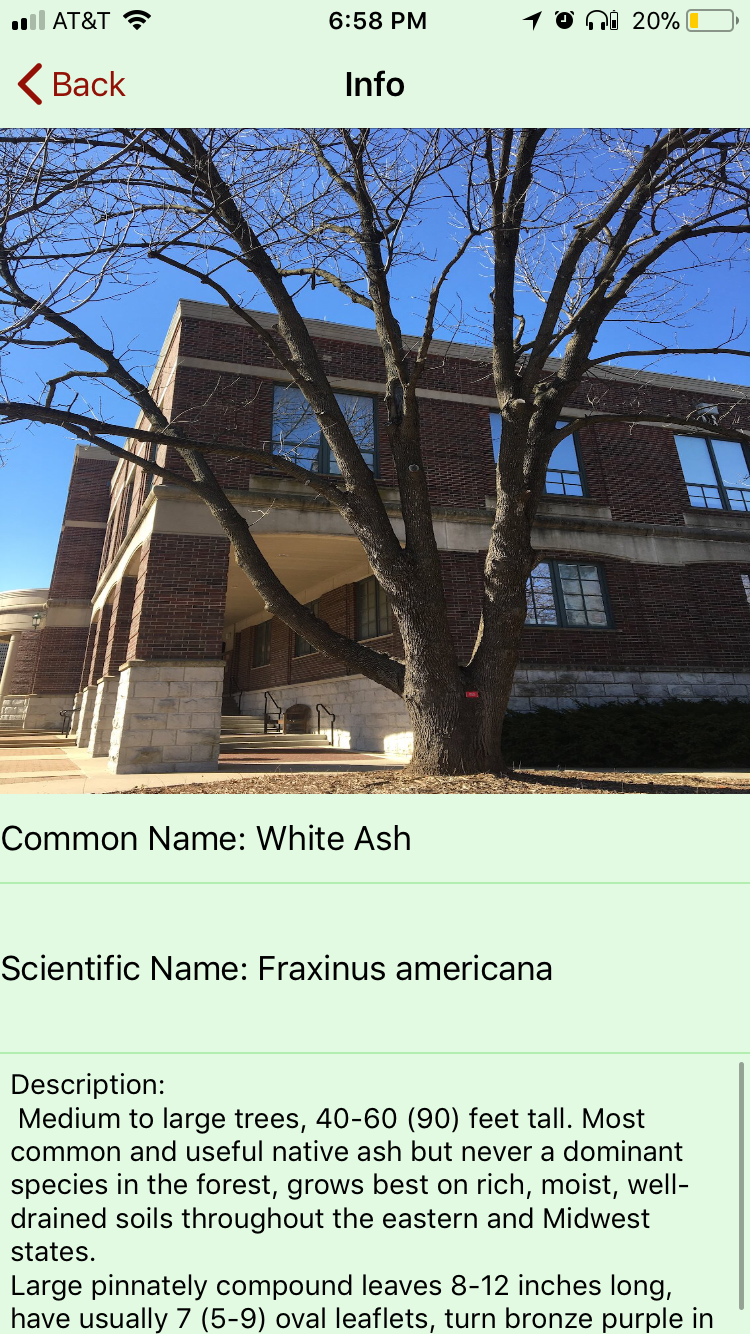 AT&T 6:58 PM 20%
Back Info
Common Name: White Ash
Scientific Name: Fraxinus americana
Description:
Medium to large trees, 40-60 (90) feet tall. Most
common and useful native ash but never a dominant
species in the forest, grows best on rich, moist, well-
drained soils throughout the eastern and Midwest
states.
Large pinnately compound leaves 8-12 inches long,
have usually 7 (5-9) oval leaflets, turn bronze purple in